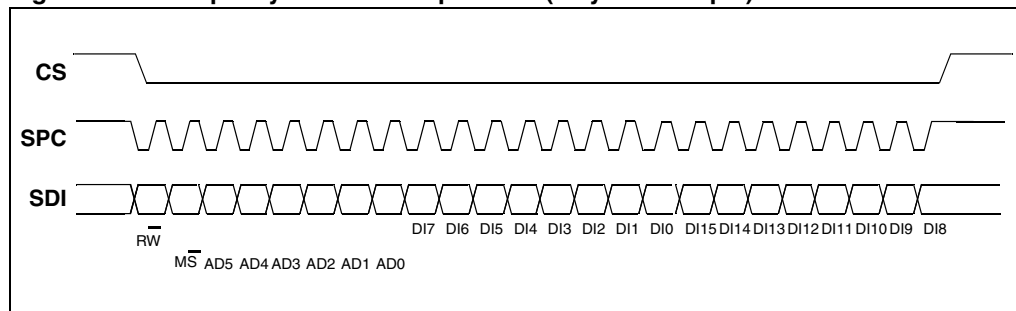 CS
SPC
SDI
DI7 DI6 DI5 DI4 DI3 DI2 DI1 DI0 DI15 DI14 DI13 DI12 DI11 DI10 DI9 DI8
RW
MS AD5 AD4 AD3 AD2 AD1 AD0